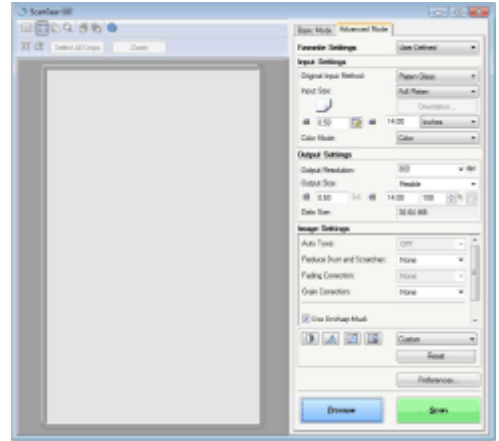 ScanGear
Select All Crops Zoom
Basic Mode Advanced Mode
Favorite Settings User Defined
Input Settings
Original Input Method: Platen Glass
Input Size: Full Platen
Orientation...
8.50 14.00 inches
Color Mode: Color
Output Settings
Output Resolution: 300 dpi
Output Size: Flexible
8.50 14.00 100
Data Size:
Image Settings
Auto Tone: OFF
Reduce Dust and Scratches: None
Fading Correction: None
Grain Correction: None
Use Unsharp Mask
Custom
Reset
Preferences...
Preview Scan